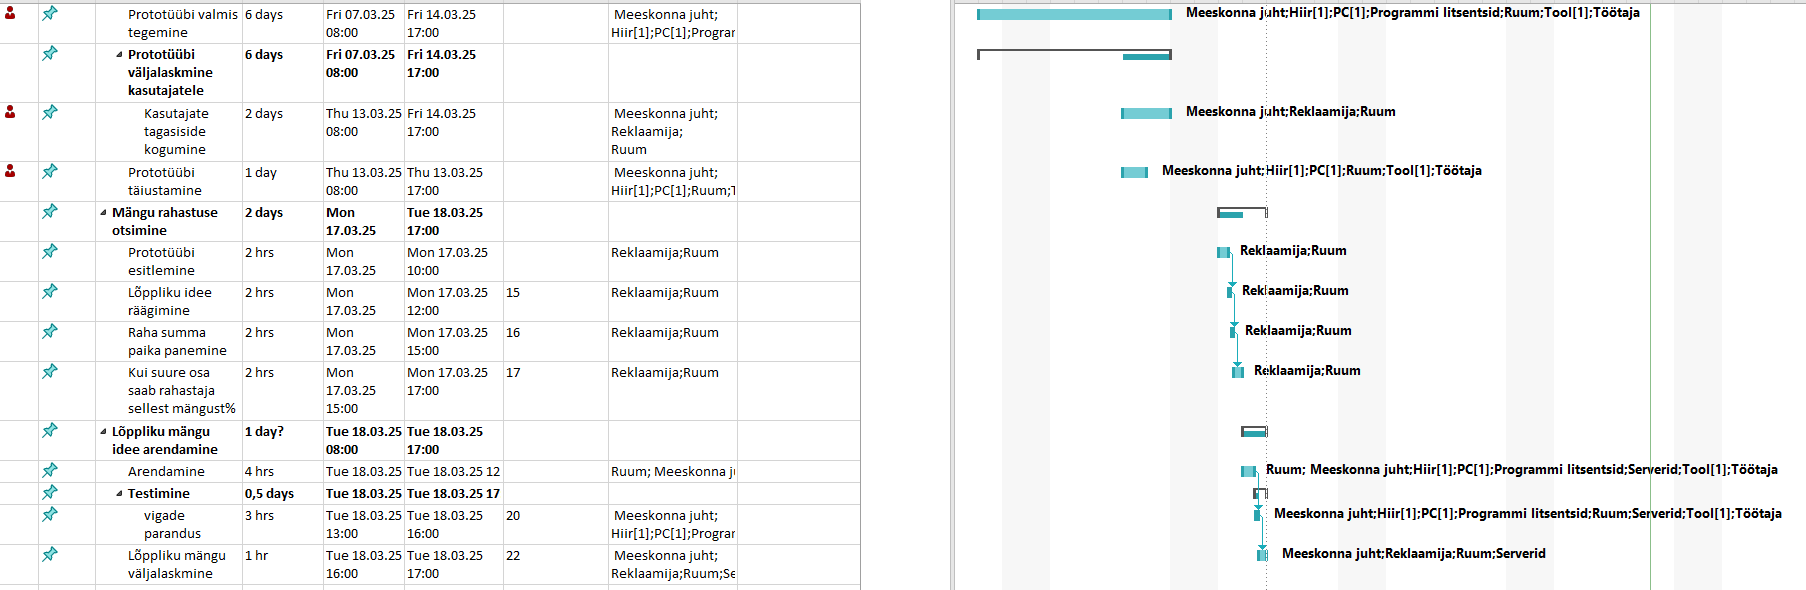 Prototüübi valmis tegemine 6 days Fri 07.03.25 08:00 Fri 14.03.25 17:00 Meeskonna juht; Hiir[1];PC[1];Progran Meeskonna juht;Hiir[1];PC[1];Programmi litsentsid;Ruum;Tool[1];Töötaja
Prototüübi väljalaskmine kasutajatele 6 days Fri 07.03.25 08:00 Fri 14.03.25 17:00
Kasutajate tagasiside kogumine 2 days Thu 13.03.25 08:00 Fri 14.03.25 17:00 Meeskonna juht; Reklaamija; Ruum Meeskonna juht;Reklaamija;Ruum
Prototüübi täiustamine 1 day Thu 13.03.25 08:00 Thu 13.03.25 17:00 Meeskonna juht; Hiir[1];PC[1];Ruum;T Meeskonna juht;Hiir[1];PC[1];Ruum;Tool[1];Töötaja
Mängu rahastuse otsimine 2 days Mon 17.03.25 Tue 18.03.25 17:00
Prototüübi esitlemine 2 hrs Mon 17.03.25 Mon 17.03.25 10:00 Reklaamija;Ruum Reklaamija;Ruum
Lõppliku idee räägimine 2 hrs Mon 17.03.25 Mon 17.03.25 12:00 15 Reklaamija;Ruum Reklaamija;Ruum
Raha summa paika panemine 2 hrs Mon 17.03.25 Mon 17.03.25 15:00 16 Reklaamija;Ruum Reklaamija;Ruum
Kui suure osa saab rahastaja sellest mängust% 2 hrs Mon 17.03.25 15:00 Mon 17.03.25 17:00 17 Reklaamija;Ruum Reklaamija;Ruum
Lõppliku mängu idee arendamine 1 day? Tue 18.03.25 08:00 Tue 18.03.25 17:00
Arendamine 4 hrs Tue 18.03.25 Tue 18.03.25 12 Ruum; Meeskonna ju Ruum; Meeskonna juht;Hiir[1];PC[1];Programmi litsentsid;Serverid;Tool[1];Töötaja
Testimine 0,5 days Tue 18.03.25 Tue 18.03.25 17
vigade parandus 3 hrs Tue 18.03.25 13:00 Tue 18.03.25 16:00 20 Meeskonna juht; Hiir[1];PC[1];Progran Meeskonna juht;Hiir[1];PC[1];Programmi litsentsid;Ruum;Serverid;Tool[1];Töötaja
Lõppliku mängu väljalaskmine 1 hr Tue 18.03.25 16:00 Tue 18.03.25 17:00 22 Meeskonna juht; Reklaamija;Ruum;Se Meeskonna juht;Reklaamija;Ruum;Serverid